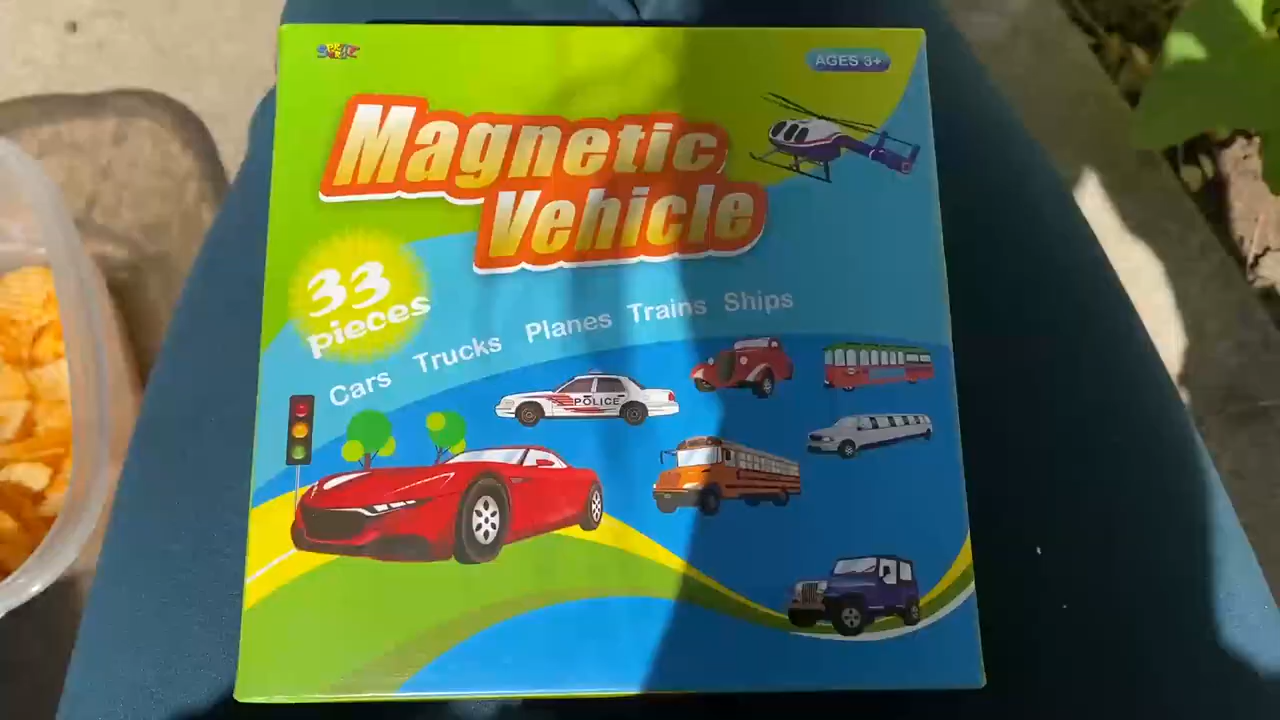 AGES 3+
Magnetic
Vehicle
33
pieces
Cars Trucks Planes Trains Ships
POLICE